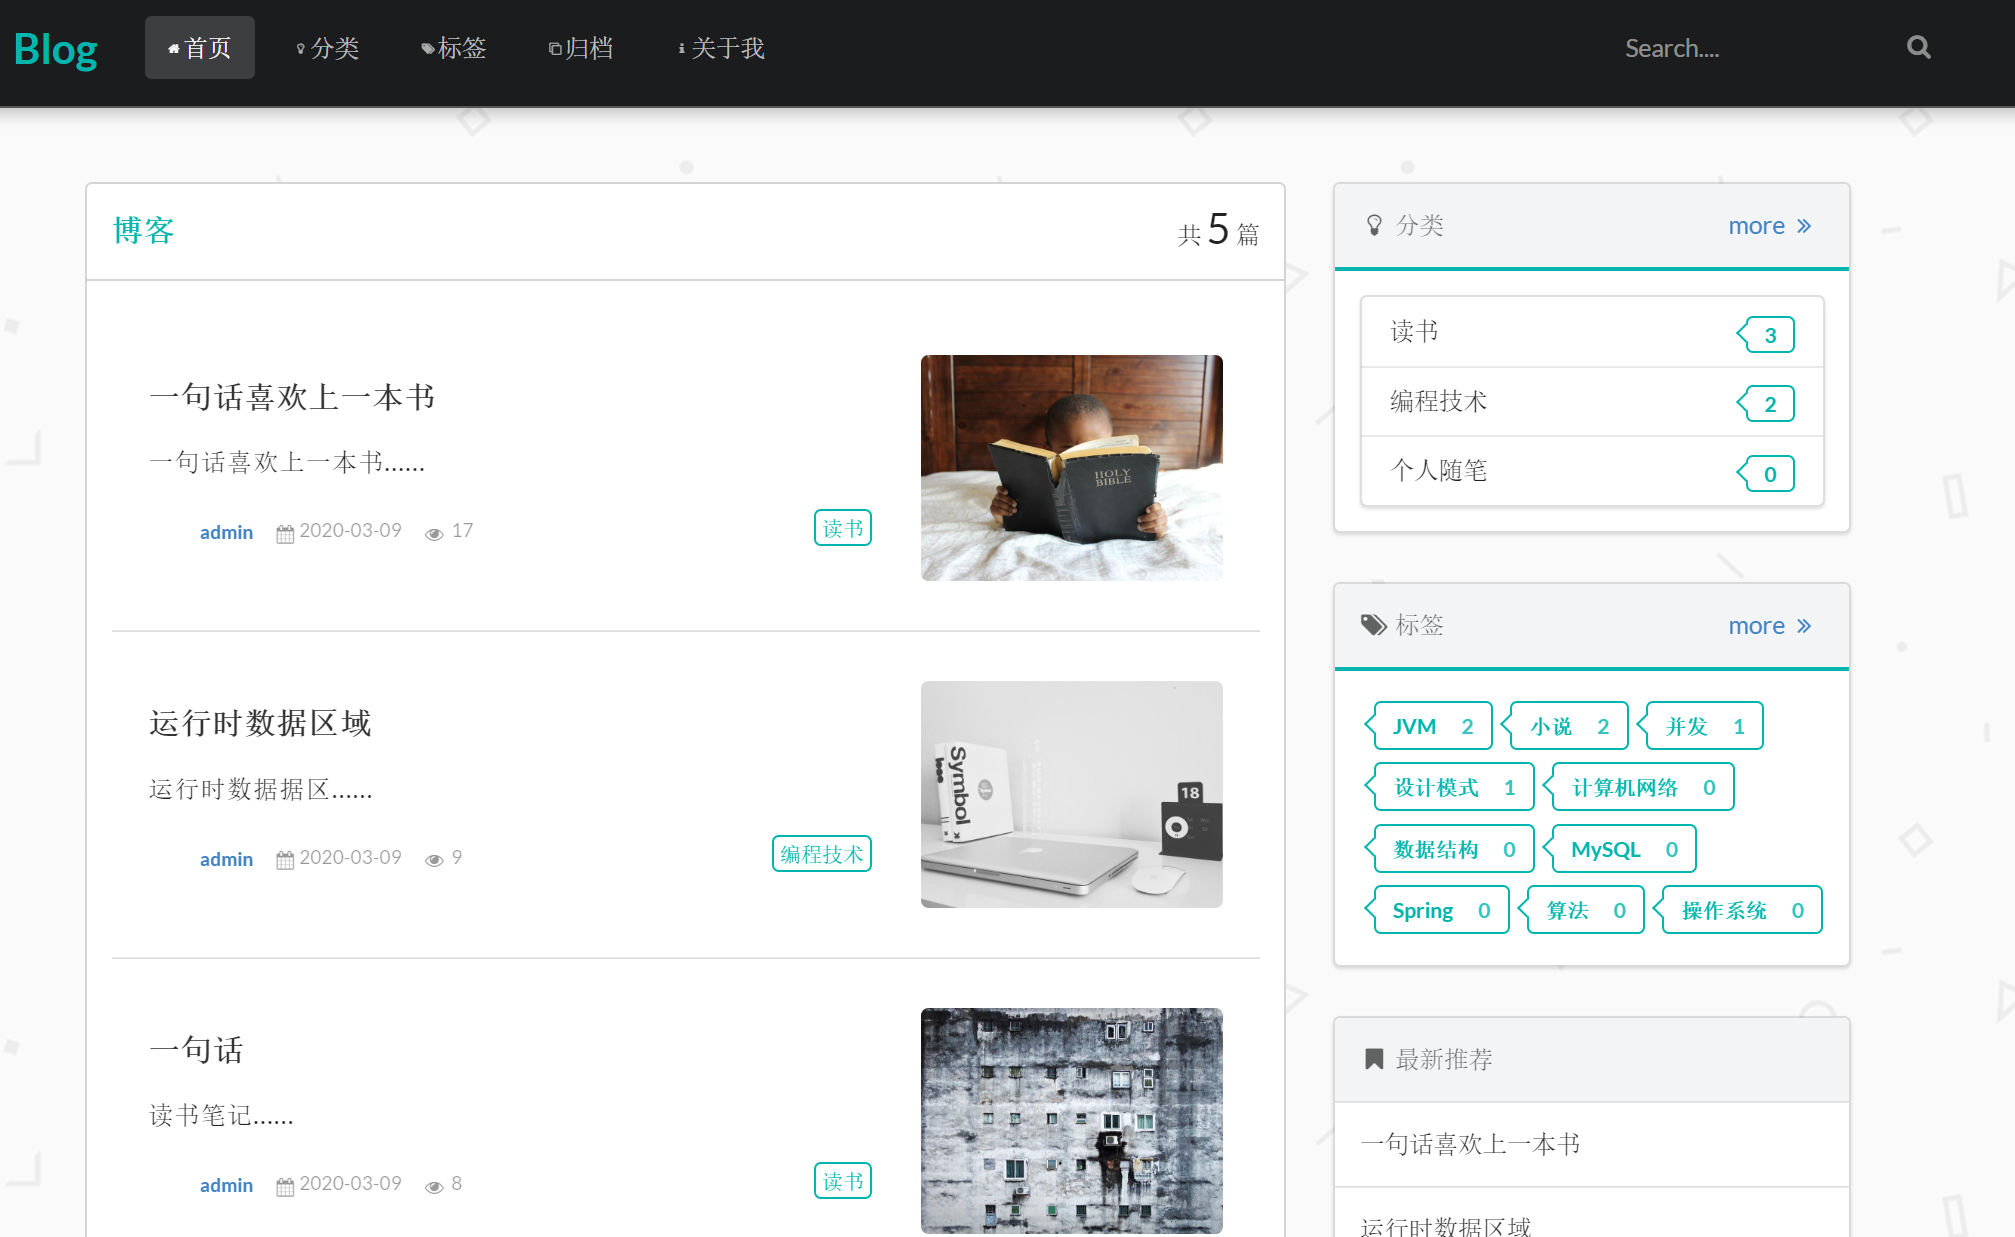 Blog 首页 分类 标签 归档 关于我 Search....
博客 共 5 篇
一句话喜欢上一本书
一句话喜欢上一本书......
admin 2020-03-09 17 读书
HOLY
BIBLE
运行时数据区域
运行时数据据区......
admin 2020-03-09 9 编程技术
Symbol
18
一句话
读书笔记......
admin 2020-03-09 8 读书
分类 more
读书 3
编程技术 2
个人随笔 0
标签 more
JVM 2 小说 2 并发 1
设计模式 1 计算机网络 0
数据结构 0 MySQL 0
Spring 0 算法 0 操作系统 0
最新推荐
一句话喜欢上一本书
运行时数据区域